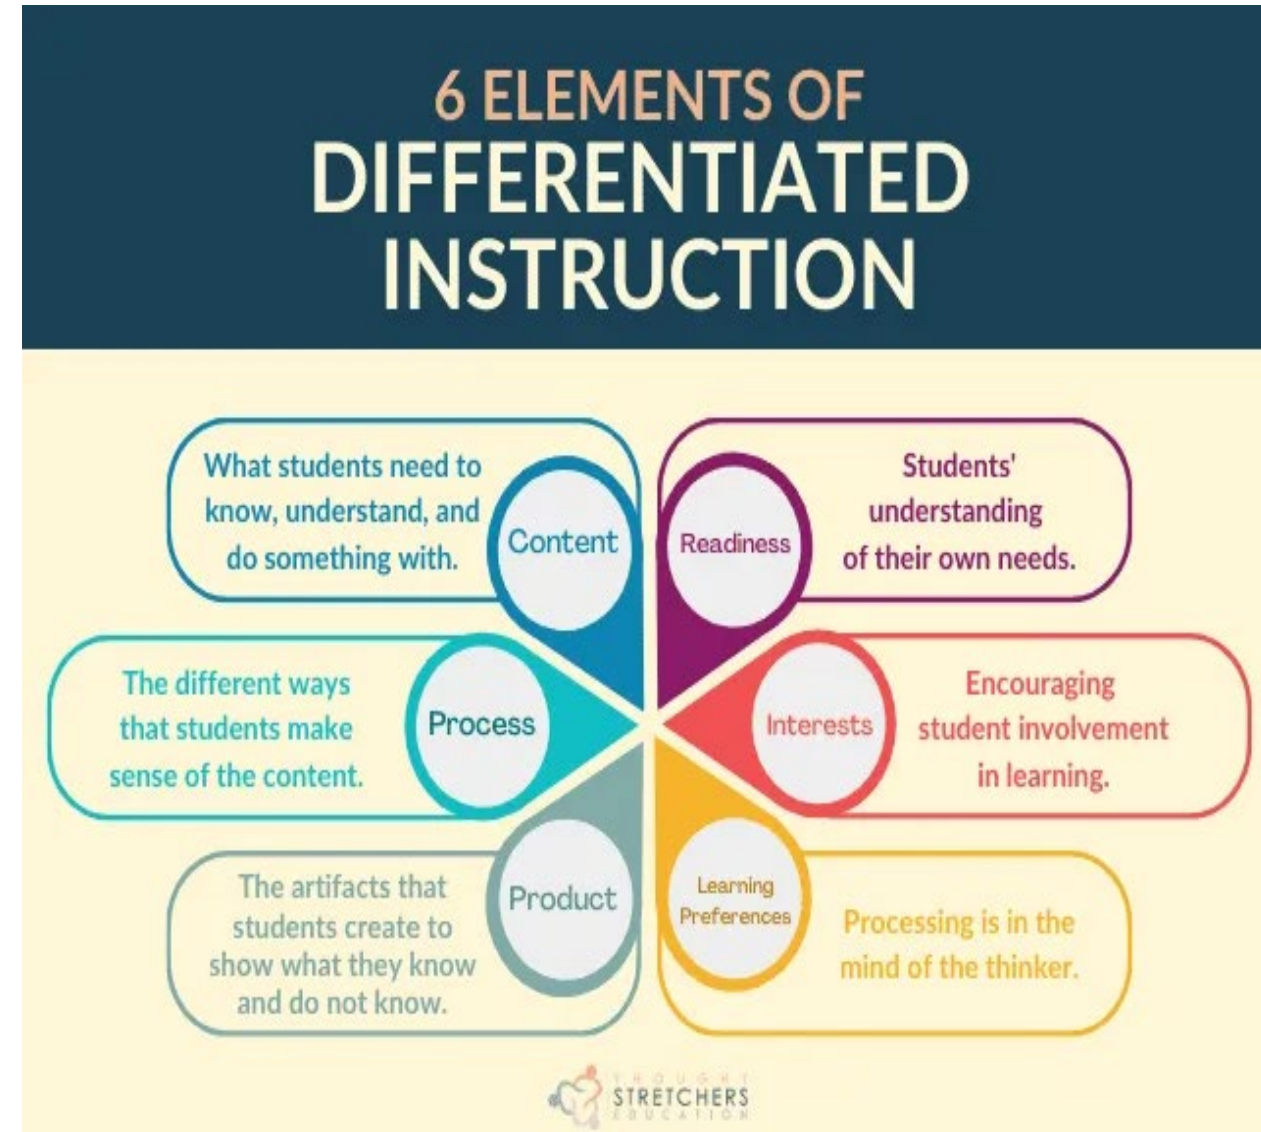 6 ELEMENTS OF
DIFFERENTIATED
INSTRUCTION
What students need to
know, understand, and
do something with.
Content
Readiness
Students'
understanding
of their own needs.
The different ways
that students make
sense of the content.
Process
Interests
Encouraging
student involvement
in learning.
The artifacts that
students create to
show what they know
and do not know.
Product
Learning
Preferences
Processing is in the
mind of the thinker.
THOUGHT
STRETCHERS
EDUCATION